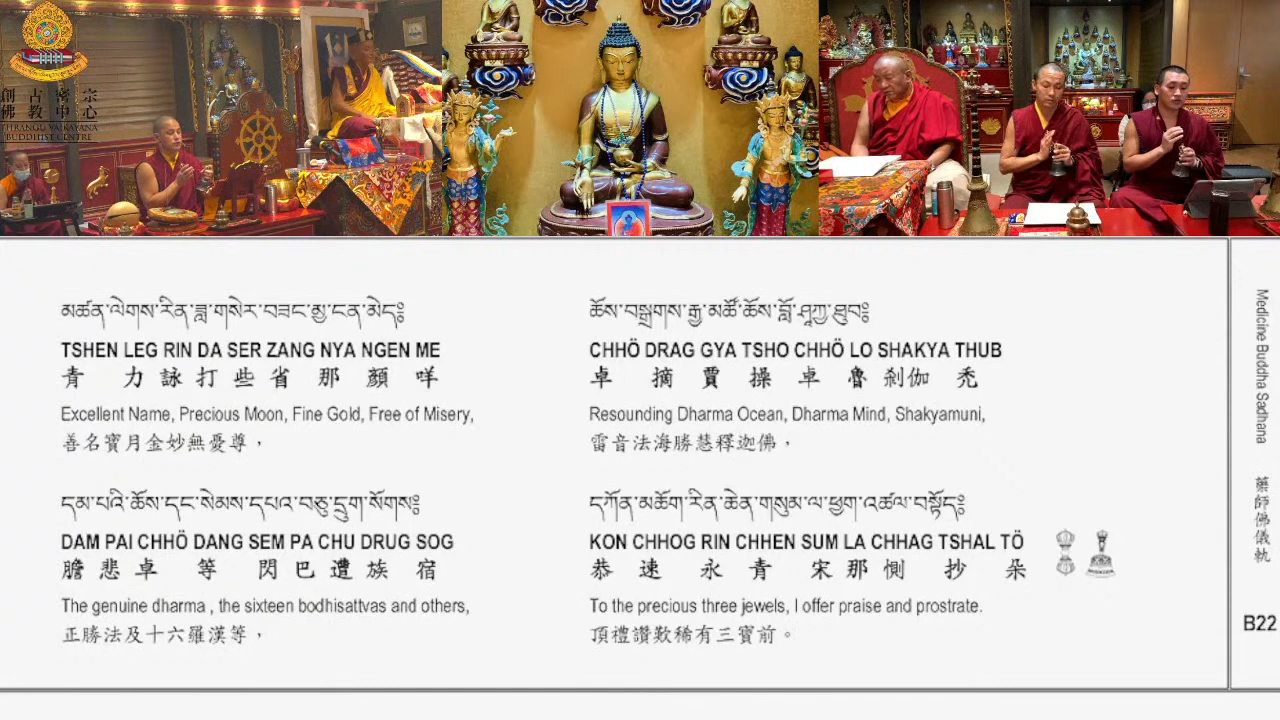 創古密宗
佛教中心
THRANGU VAJRAYANA
BUDDHIST CENTRE
མཚན་ལེགས་རིན་ཟླ་གསེར་བཟང་མྱ་ངན་མེད༔
TSHEN LEG RIN DA SER ZANG NYA NGEN ME
青 力 詠 打 些 省 那 顏 咩
Excellent Name, Precious Moon, Fine Gold, Free of Misery,
善名寶月金妙無憂尊，
དམ་པའི་ཆོས་དང་སེམས་དཔའ་བཅུ་དྲུག་སོགས༔
DAM PAI CHHÖ DANG SEM PA CHU DRUG SOG
膽 悲 卓 等 閃 巴 遭 族 宿
The genuine dharma , the sixteen bodhisattvas and others,
正勝法及十六羅漢等，
ཆོས་བསྒྲགས་རྒྱ་མཚོ་ཆོས་བློ་ཤཱཀྱ་ཐུབ༔
CHHÖ DRAG GYA TSHO CHHÖ LO SHAKYA THUB
卓 摘 賈 操 卓 魯 刹伽 禿
Resounding Dharma Ocean, Dharma Mind, Shakyamuni,
雷音法海勝慧釋迦佛，
དཀོན་མཆོག་རིན་ཆེན་གསུམ་ལ་ཕྱག་འཚལ་བསྟོད༔
KON CHHOG RIN CHHEN SUM LA CHHAG TSHAL TÖ
恭 速 永 青 宋 那 惻 抄 朵
To the precious three jewels, I offer praise and prostrate.
頂禮讚歎稀有三寶前。
Medicine Buddha Sadhana
藥師佛儀軌
B22